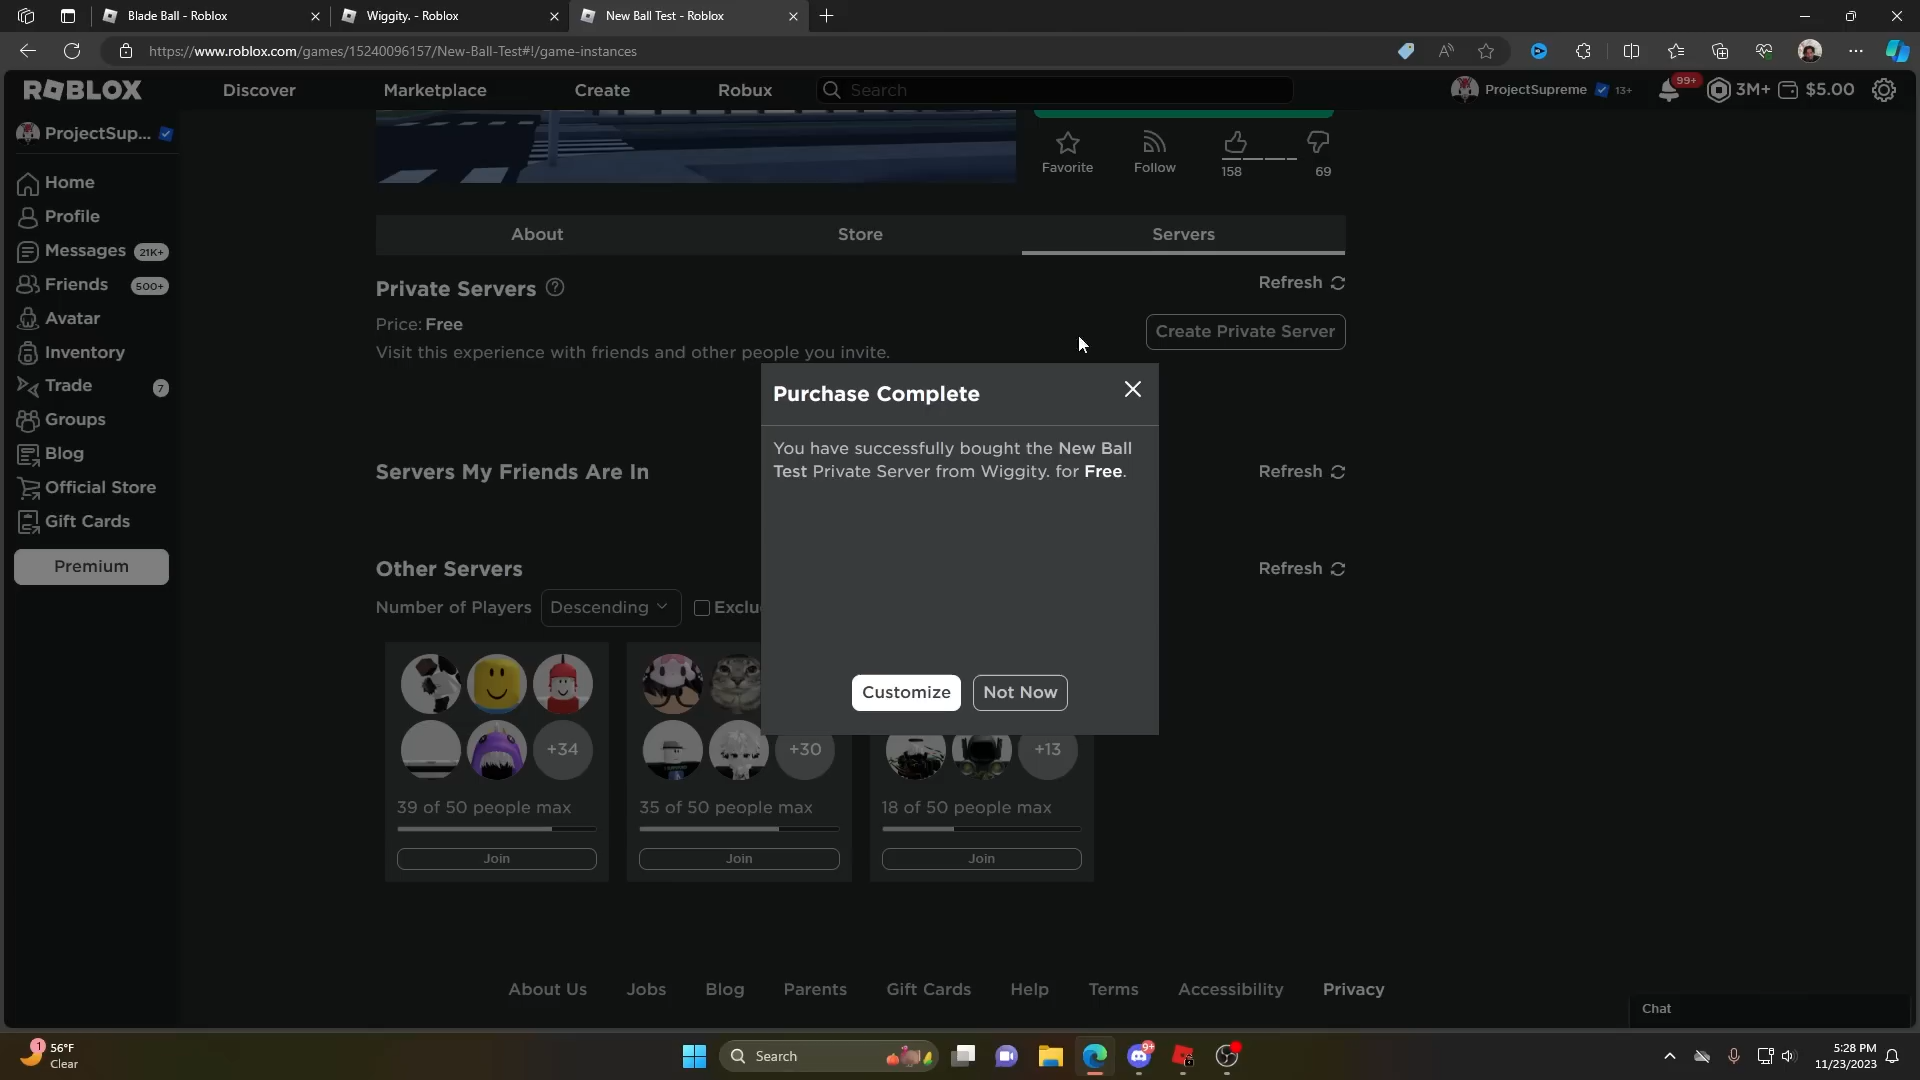 Blade Ball - Roblox
Wiggity. - Roblox
New Ball Test - Roblox
https://www.roblox.com/games/15240096157/New-Ball-Test#!/game-instances
ROBLOX
Discover
Marketplace
Create
Robux
Search
ProjectSupreme
13+
99+
3M+
$5.00
ProjectSup...
Home
Profile
Messages 21K+
Friends 500+
Avatar
Inventory
Trade 7
Groups
Blog
Official Store
Gift Cards
Premium
Favorite
Follow
158
69
About
Store
Servers
Private Servers ?
Refresh
Price: Free
Create Private Server
Visit this experience with friends and other people you invite.
Purchase Complete
You have successfully bought the New Ball
Test Private Server from Wiggity. for Free.
Customize
Not Now
Servers My Friends Are In
Refresh
Other Servers
Refresh
Number of Players
Descending
Exclu
+34
+30
+13
39 of 50 people max
35 of 50 people max
18 of 50 people max
Join
Join
Join
About Us
Jobs
Blog
Parents
Gift Cards
Help
Terms
Accessibility
Privacy
Chat
1
56°F
Clear
Search
9+
5:28 PM
11/23/2023